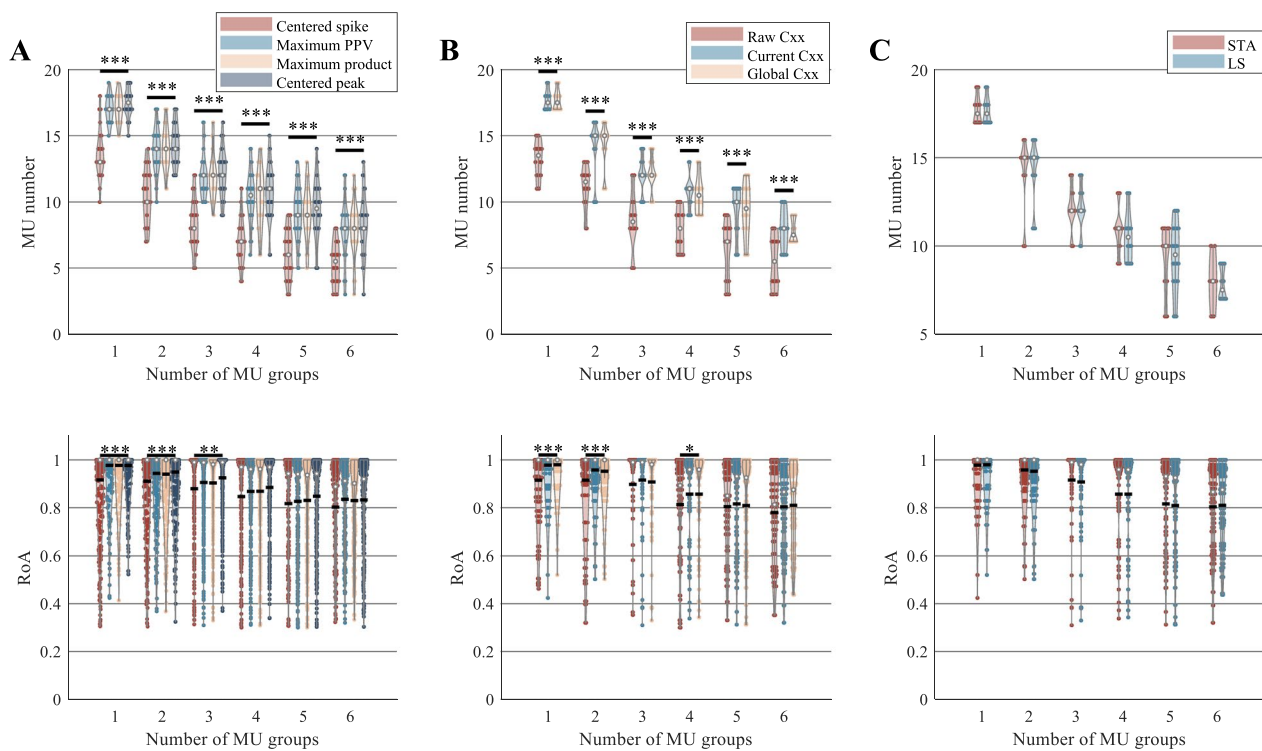 A
Centered spike
Maximum PPV
Maximum product
Centered peak
MU number
20
15
10
5
0
***
***
***
***
***
***
1 2 3 4 5 6
Number of MU groups
B
Raw Cxx
Current Cxx
Global Cxx
MU number
20
15
10
5
0
***
***
***
***
***
***
1 2 3 4 5 6
Number of MU groups
C
STA
LS
MU number
20
15
10
5
1 2 3 4 5 6
Number of MU groups
RoA
1
0.8
0.6
0.4
0.2
0
***
***
**
1 2 3 4 5 6
Number of MU groups
RoA
1
0.8
0.6
0.4
0.2
0
***
***
*
1 2 3 4 5 6
Number of MU groups
RoA
1
0.8
0.6
0.4
0.2
0
1 2 3 4 5 6
Number of MU groups